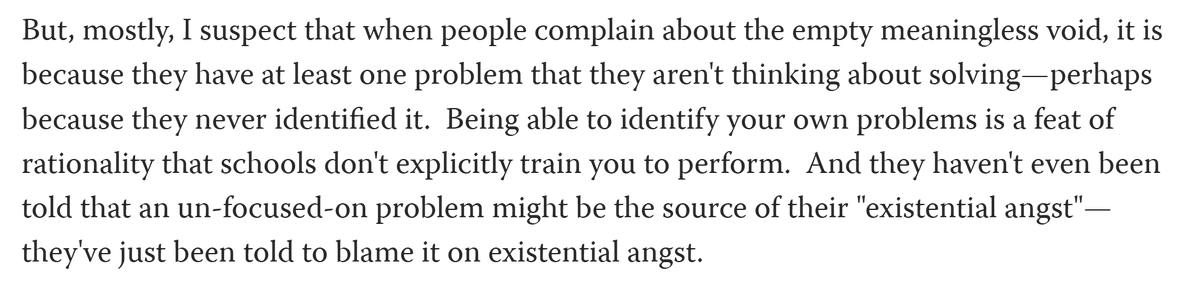 But, mostly, I suspect that when people complain about the empty meaningless void, it is
because they have at least one problem that they aren't thinking about solving—perhaps
because they never identified it.  Being able to identify your own problems is a feat of
rationality that schools don't explicitly train you to perform.  And they haven't even been
told that an un-focused-on problem might be the source of their "existential angst"—
they've just been told to blame it on existential angst.